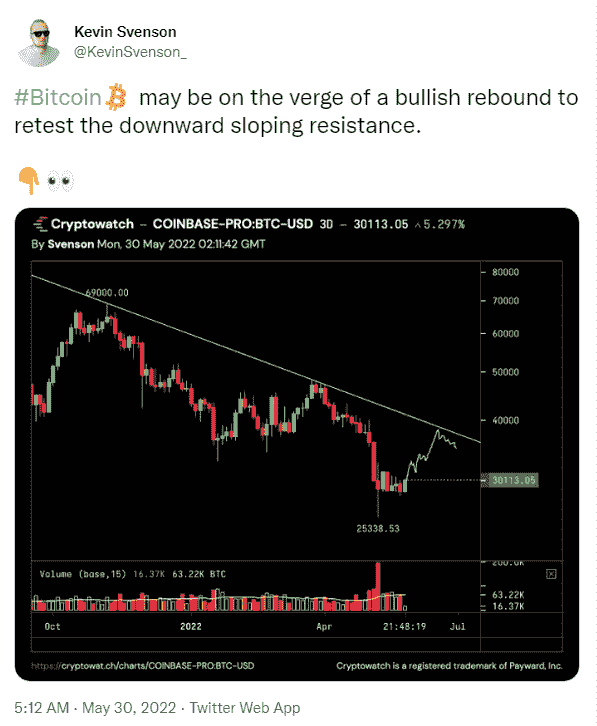 Kevin Svenson
@KevinSvenson_
#Bitcoin may be on the verge of a bullish rebound to
retest the downward sloping resistance.
Cryptowatch – COINBASE-PRO:BTC-USD 3D – 30113.05 ^5.297%
By Svenson Mon, 30 May 2022 02:11:42 GMT
80000
69000.00
70000
60000
50000
40000
30113.05
25338.53
200.0K
Volume (base,15) 16.37K 63.22K BTC
63.22K
16.37K
Oct 2022 Apr 21:48:19 Jul
https://cryptowat.ch/charts/COINBASE-PRO:BTC-USD Cryptowatch is a registered trademark of Payward, Inc.
5:12 AM · May 30, 2022 · Twitter Web App